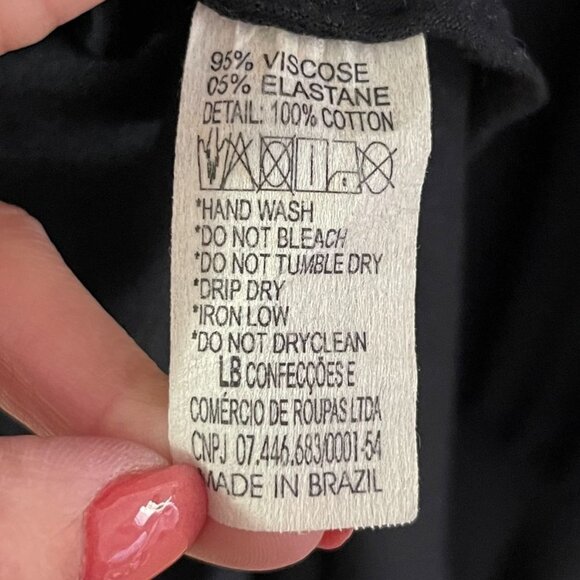 95% VISCOSE
05% ELASTANE
DETAIL: 100% COTTON
*HAND WASH
*DO NOT BLEACH
*DO NOT TUMBLE DRY
*DRIP DRY
*IRON LOW
*DO NOT DRYCLEAN
LB CONFECÇÕES E
COMÉRCIO DE ROUPAS LTDA
CNPJ 07.446.683/0001-54
MADE IN BRAZIL